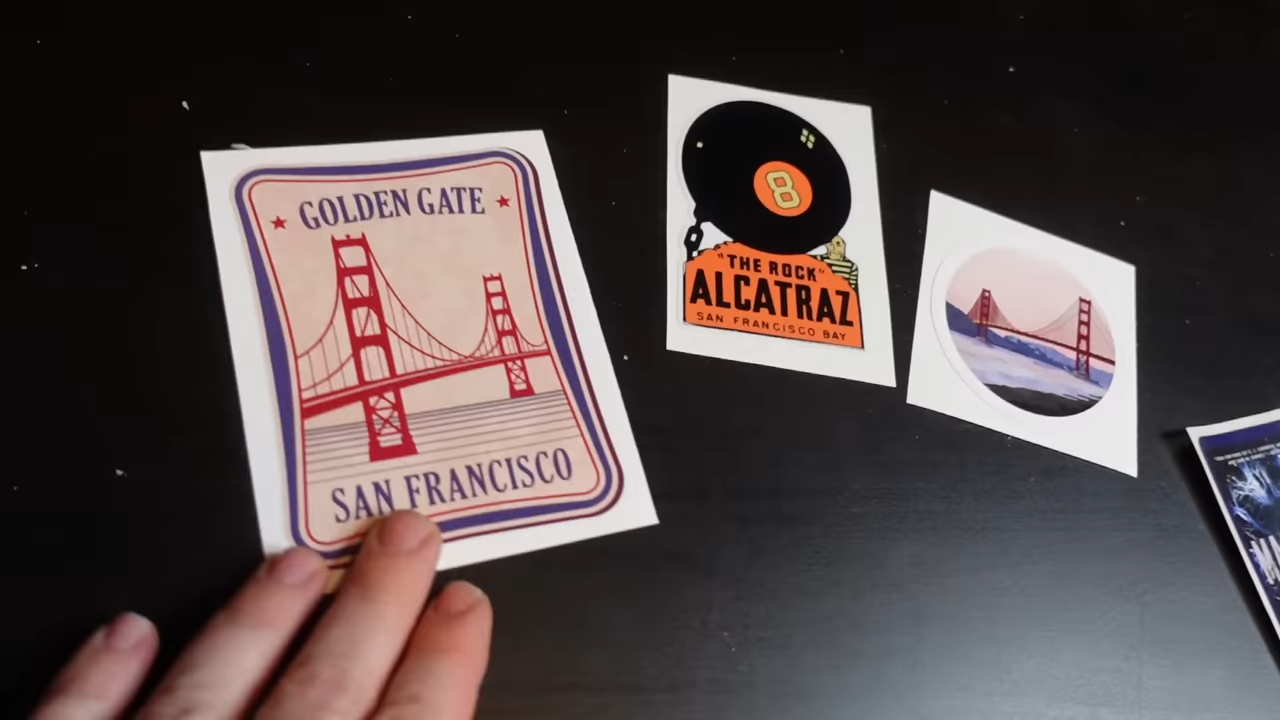 GOLDEN GATE
SAN FRANCISCO
8
"THE ROCK"
ALCATRAZ
SAN FRANCISCO BAY